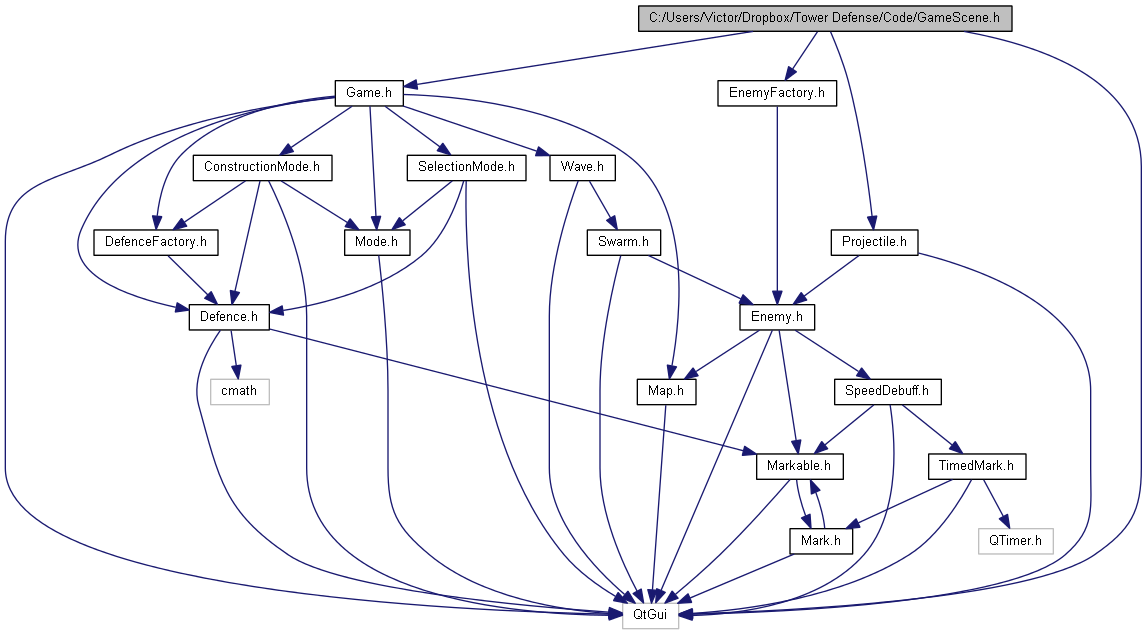 C:/Users/Victor/Dropbox/Tower Defense/Code/GameScene.h
Game.h
EnemyFactory.h
ConstructionMode.h
SelectionMode.h
Wave.h
DefenceFactory.h
Mode.h
Swarm.h
Projectile.h
Defence.h
Enemy.h
cmath
Map.h
SpeedDebuff.h
Markable.h
TimedMark.h
Mark.h
QTimer.h
QtGui